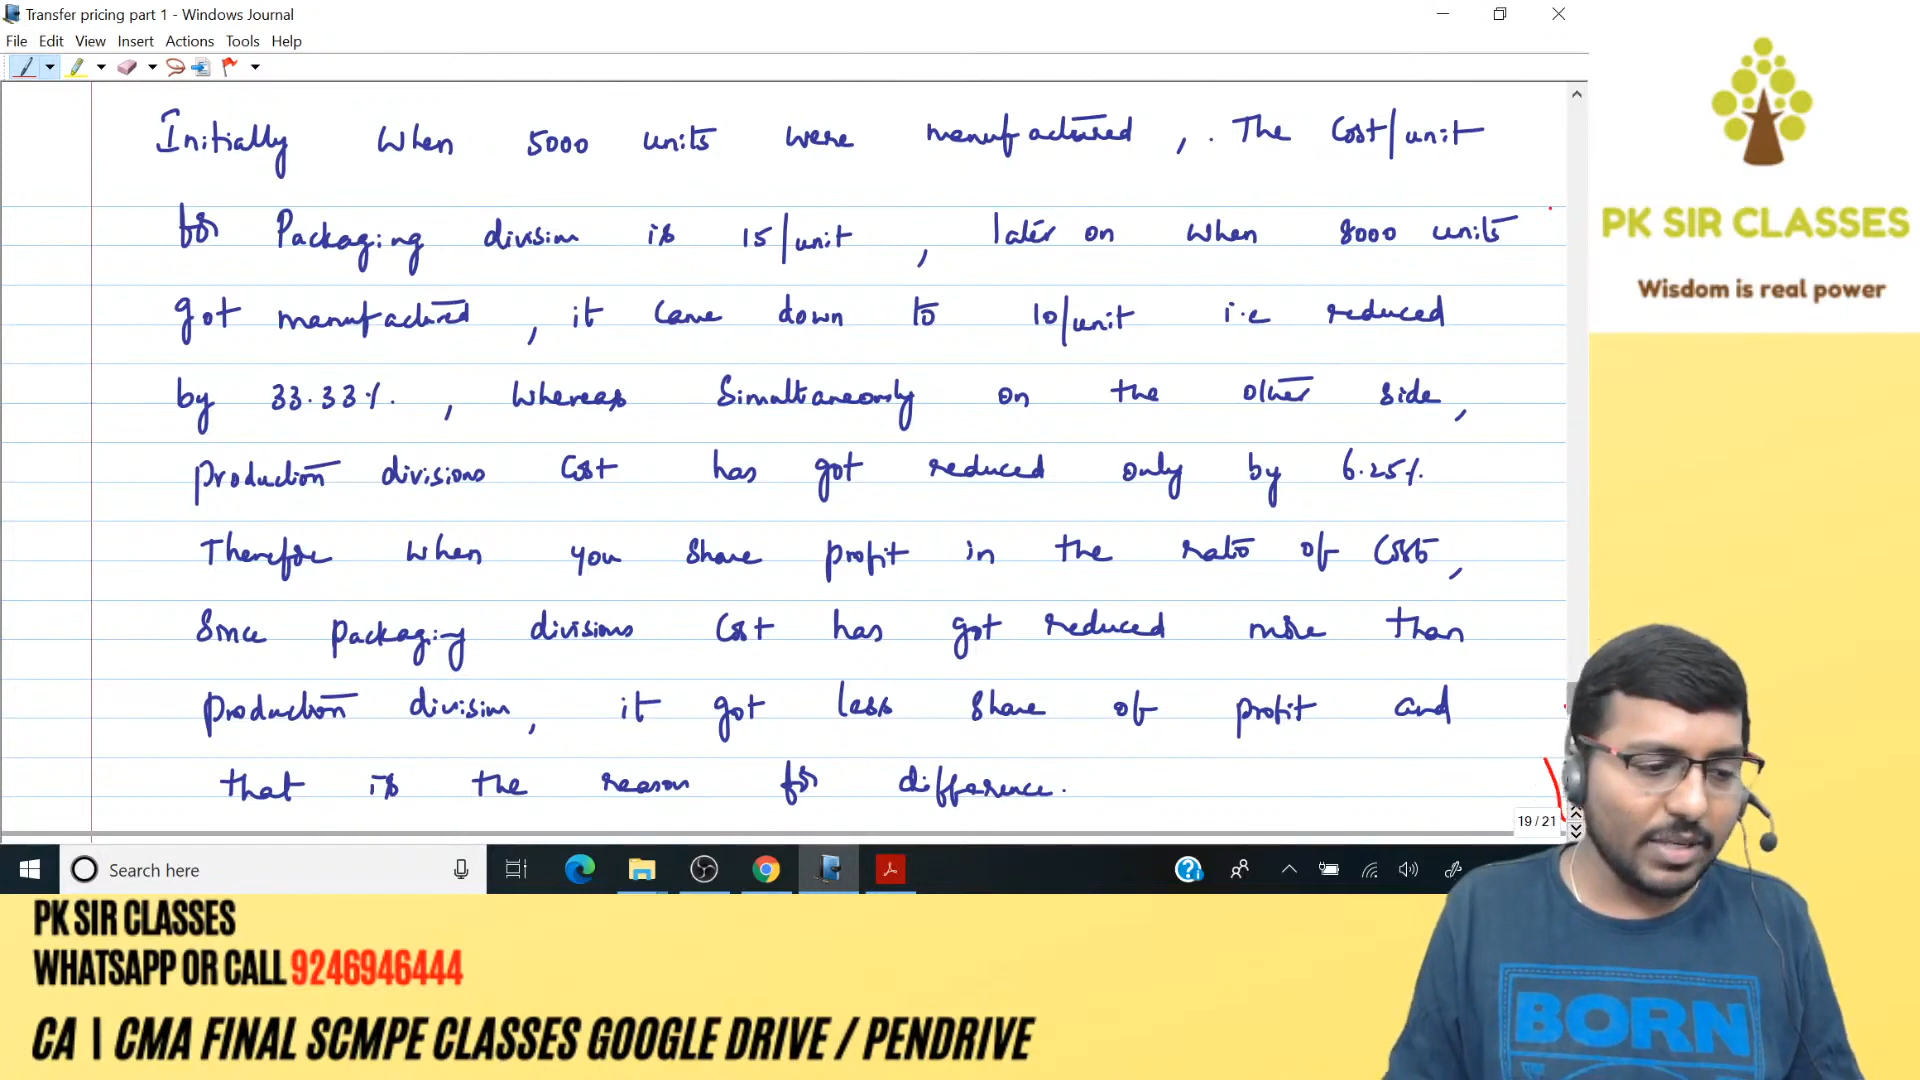 Transfer pricing part 1 - Windows Journal
File Edit View Insert Actions Tools Help
Initially when 5000 units were manufactured , . The Cost/unit
for Packaging division is 15/unit , later on when 8000 units
got manufactured , it came down to 10/unit i.e reduced
by 33.33% , whereas Simultaneously on the other side ,
production divisions Cost has got reduced only by 6.25%.
Therefore when you share profit in the ratio of Cost ,
Since packaging divisions Cost has got reduced more than
production division , it got less share of profit and
that is the reason for difference .
19 / 21
Search here
PK SIR CLASSES
Wisdom is real power
PK SIR CLASSES
WHATSAPP OR CALL 9246946444
CA \ CMA FINAL SCMPE CLASSES GOOGLE DRIVE / PENDRIVE
BORN